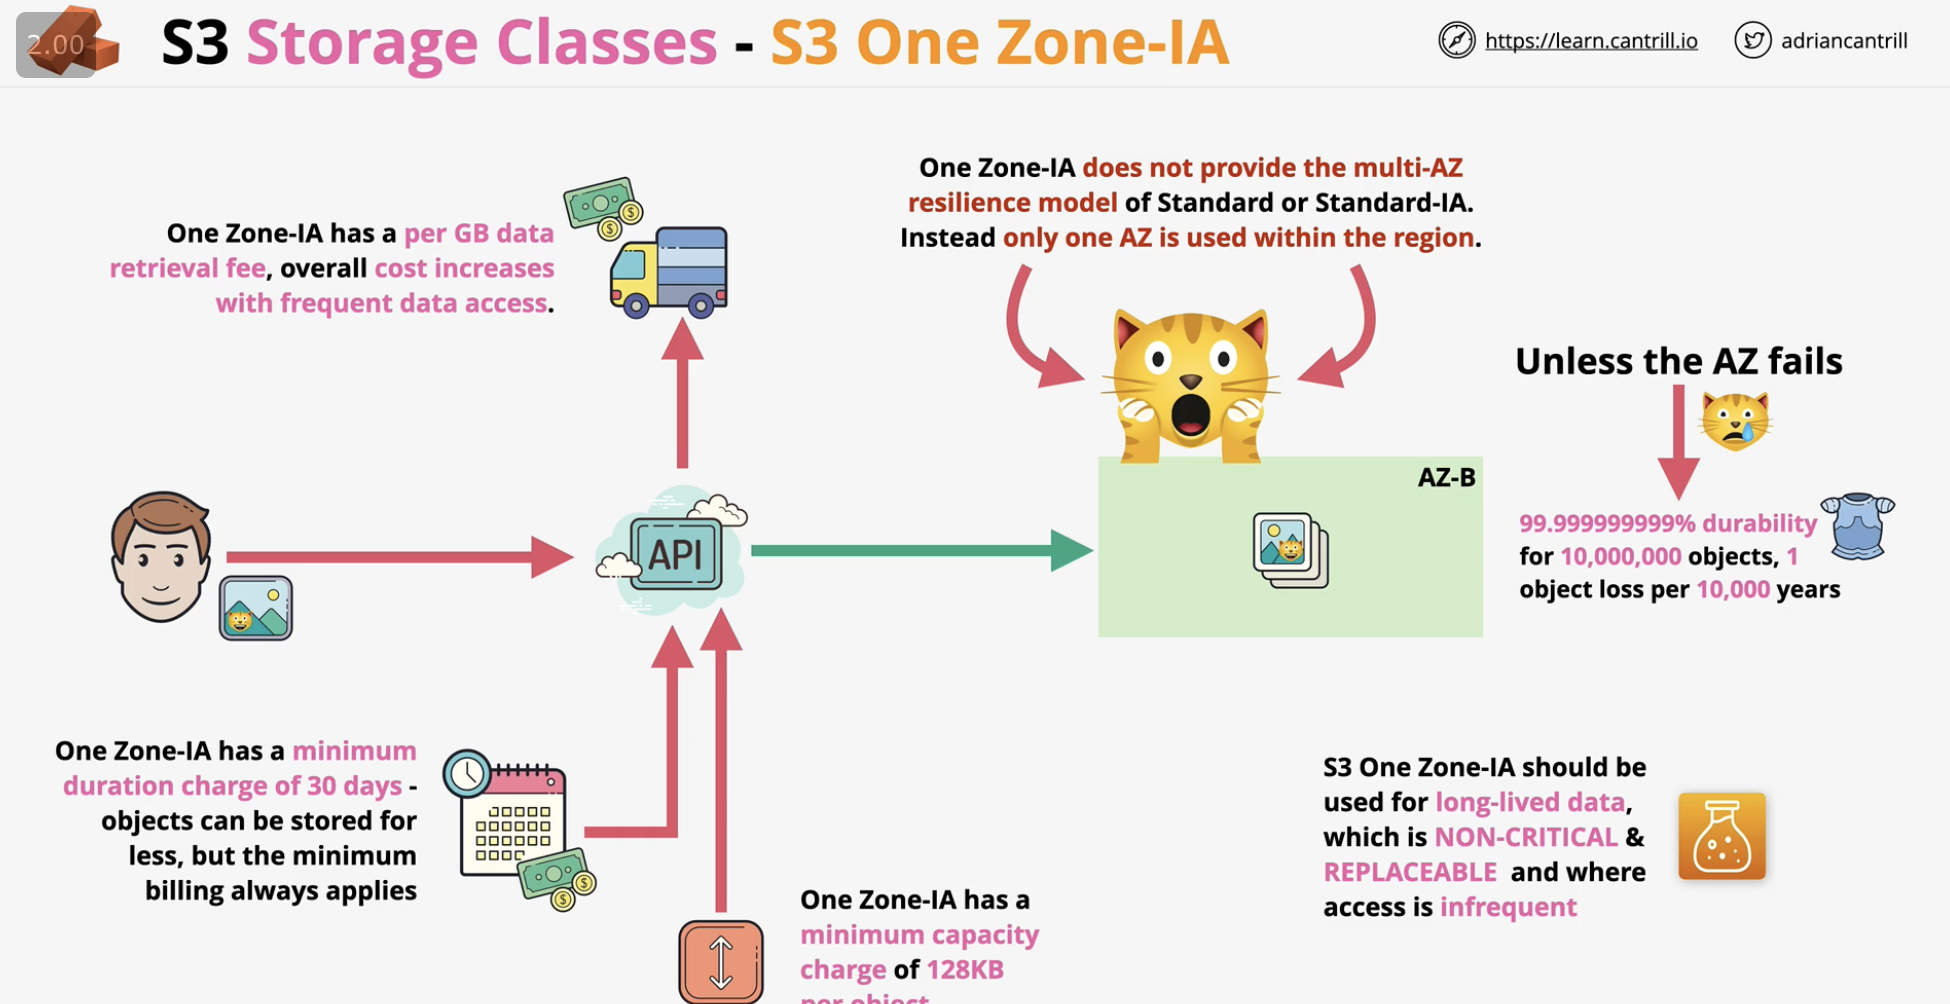 2.00
S3 Storage Classes - S3 One Zone-IA
https://learn.cantrill.io
adriancantrill
One Zone-IA has a per GB data
retrieval fee, overall cost increases
with frequent data access.
One Zone-IA does not provide the multi-AZ
resilience model of Standard or Standard-IA.
Instead only one AZ is used within the region.
Unless the AZ fails
AZ-B
99.999999999% durability
for 10,000,000 objects, 1
object loss per 10,000 years
API
One Zone-IA has a minimum
duration charge of 30 days -
objects can be stored for
less, but the minimum
billing always applies
One Zone-IA has a
minimum capacity
charge of 128KB
per object
S3 One Zone-IA should be
used for long-lived data,
which is NON-CRITICAL &
REPLACEABLE and where
access is infrequent